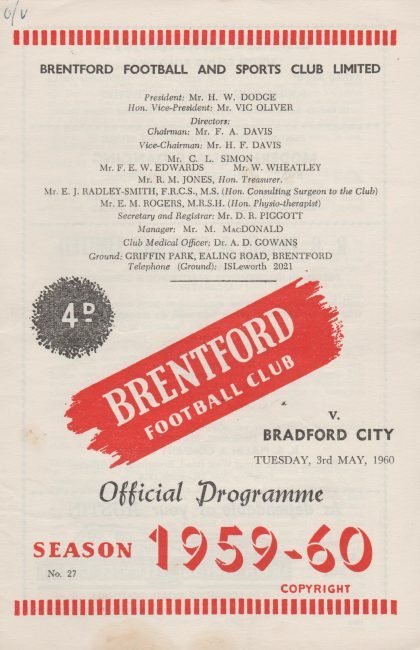 O/V
BRENTFORD FOOTBALL AND SPORTS CLUB LIMITED
President: Mr. H. W. DODGE
Hon. Vice-President: Mr. VIC OLIVER
Directors:
Chairman: Mr. F. A. DAVIS
Vice-Chairman: Mr. H. F. DAVIS
Mr. C. L. SIMON
Mr. F. E. W. EDWARDS Mr. W. WHEATLEY
Mr. R. M. JONES, Hon. Treasurer.
Mr. E. J. RADLEY-SMITH, F.R.C.S., M.S. (Hon. Consulting Surgeon to the Club)
Mr. E. M. ROGERS, M.R.S.H. (Hon. Physio-therapist)
Secretary and Registrar: Mr. D. R. PIGGOTT
Manager: Mr. M. MACDONALD
Club Medical Officer: Dr. A. D. GOWANS
Ground: GRIFFIN PARK, EALING ROAD, BRENTFORD
Telephone (Ground): ISLeworth 2021
4D.
BRENTFORD
FOOTBALL CLUB
v.
BRADFORD CITY
TUESDAY, 3rd MAY, 1960
Official Programme
SEASON 1959-60
No. 27
COPYRIGHT